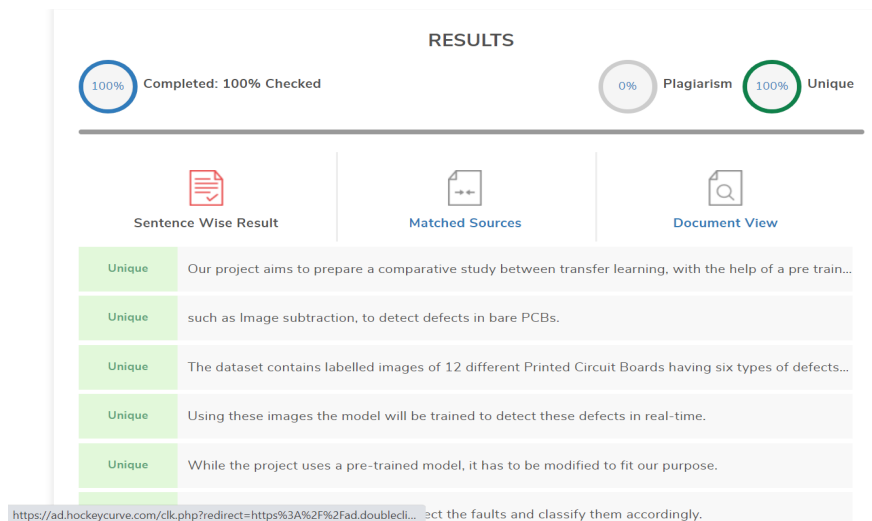 RESULTS
100% Completed: 100% Checked
0% Plagiarism 100% Unique
Sentence Wise Result Matched Sources Document View
Unique Our project aims to prepare a comparative study between transfer learning, with the help of a pre train...
Unique such as Image subtraction, to detect defects in bare PCBs.
Unique The dataset contains labelled images of 12 different Printed Circuit Boards having six types of defects...
Unique Using these images the model will be trained to detect these defects in real-time.
Unique While the project uses a pre-trained model, it has to be modified to fit our purpose.
https://ad.hockeycurve.com/clk.php?redirect=https%3A%2F%2Fad.doublecli... ect the faults and classify them accordingly.